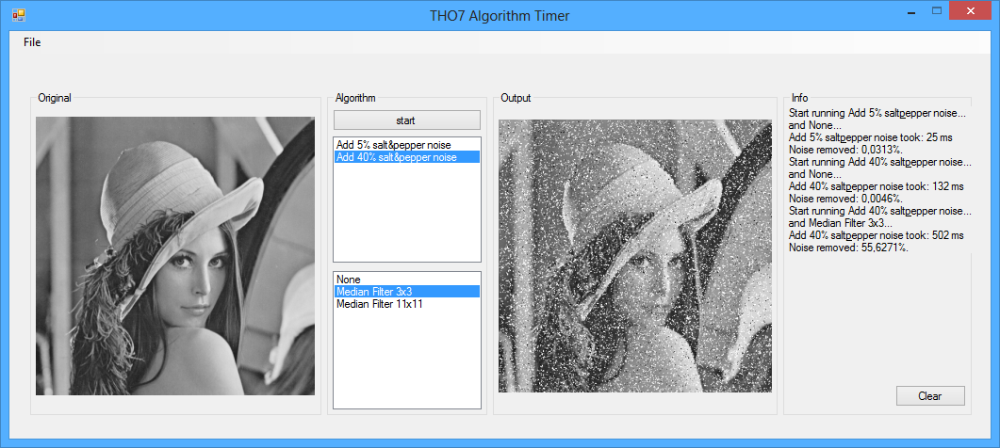 THO7 Algorithm Timer
File
Original
Algorithm
start
Add 5% salt&pepper noise
Add 40% salt&pepper noise
None
Median Filter 3x3
Median Filter 11x11
Output
Info
Start running Add 5% saltpepper noise...
and None...
Add 5% saltpepper noise took: 25 ms
Noise removed: 0,0313%.
Start running Add 40% saltpepper noise...
and None...
Add 40% saltpepper noise took: 132 ms
Noise removed: 0,0046%.
Start running Add 40% saltpepper noise...
and Median Filter 3x3...
Add 40% saltpepper noise took: 502 ms
Noise removed: 55,6271%.
Clear